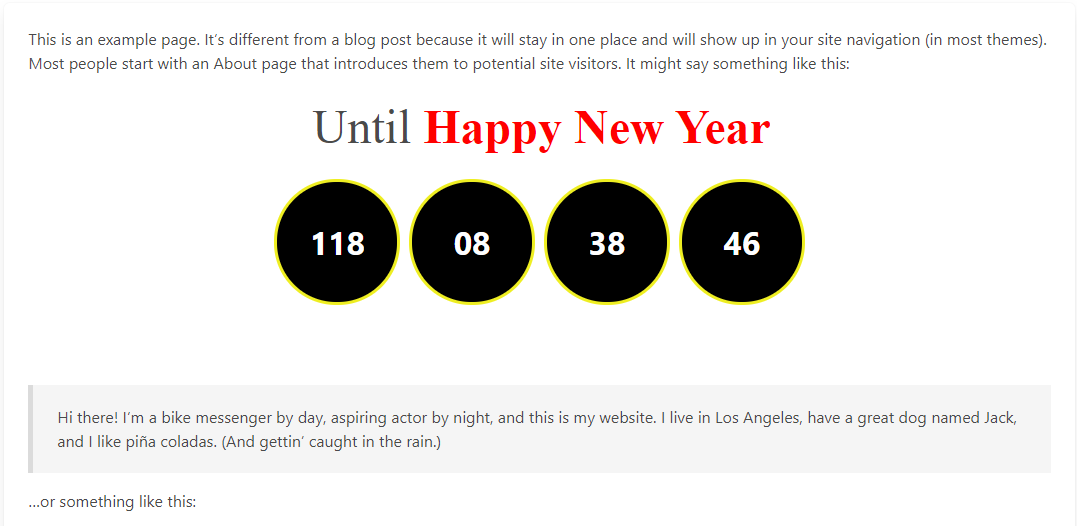 This is an example page. It’s different from a blog post because it will stay in one place and will show up in your site navigation (in most themes).
Most people start with an About page that introduces them to potential site visitors. It might say something like this:
Until Happy New Year
118 08 38 46
Hi there! I’m a bike messenger by day, aspiring actor by night, and this is my website. I live in Los Angeles, have a great dog named Jack,
and I like piña coladas. (And gettin’ caught in the rain.)
…or something like this: